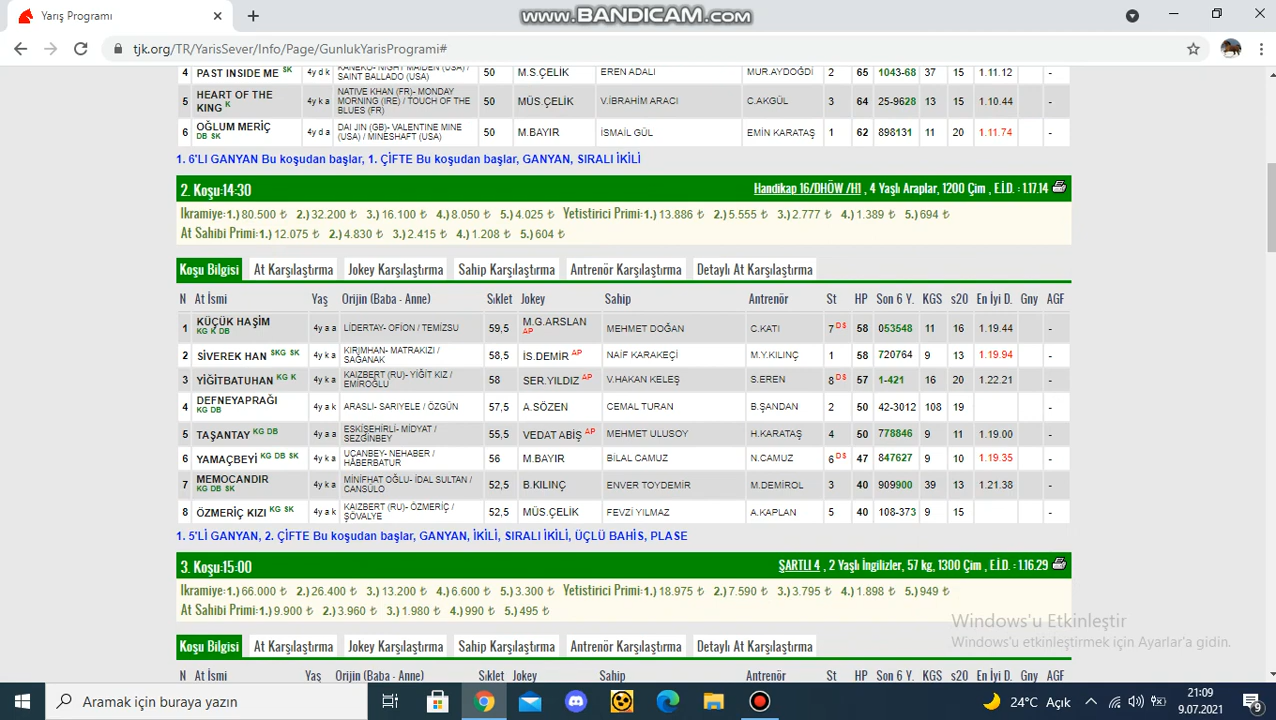 www.BANDICAM.com
Yarış Programı
tjk.org/TR/YarisSever/Info/Page/GunlukYarisProgrami#
4 PAST INSIDE ME SK 4y d k KANEKO- NIGHT MAIDEN (USA) / SAINT BALLADO (USA) 50 M.S.ÇELİK EREN ADALI MUR.AYDOĞDİ 2 65 1043-68 37 15 1.11.12 -
5 HEART OF THE KING K 4y k a NATIVE KHAN (FR)- MONDAY MORNING (IRE) / TOUCH OF THE BLUES (FR) 50 MÜS.ÇELİK V.İBRAHİM ARACI C.AKGÜL 3 64 25-9628 13 15 1.10.44 -
6 OĞLUM MERİÇ DB SK 4y d a DAI JIN (GB)- VALENTINE MINE (USA) / MINESHAFT (USA) 50 M.BAYIR İSMAİL GÜL EMİN KARATAŞ 1 62 898131 11 20 1.11.74 -
1. 6'LI GANYAN Bu koşudan başlar, 1. ÇİFTE Bu koşudan başlar, GANYAN, SIRALI İKİLİ
2. Koşu:14:30 Handikap 16/DHÖW /H1 , 4 Yaşlı Araplar, 1200 Çim , E.İ.D. : 1.17.14
İkramiye:1.) 80.500 ₺ 2.) 32.200 ₺ 3.) 16.100 ₺ 4.) 8.050 ₺ 5.) 4.025 ₺ Yetistirici Primi:1.) 13.886 ₺ 2.) 5.555 ₺ 3.) 2.777 ₺ 4.) 1.389 ₺ 5.) 694 ₺
At Sahibi Primi:1.) 12.075 ₺ 2.) 4.830 ₺ 3.) 2.415 ₺ 4.) 1.208 ₺ 5.) 604 ₺
Koşu Bilgisi At Karşılaştırma Jokey Karşılaştırma Sahip Karşılaştırma Antrenör Karşılaştırma Detaylı At Karşılaştırma
N At İsmi Yaş Orijin (Baba - Anne) Sıklet Jokey Sahip Antrenör St HP Son 6 Y. KGS s20 En İyi D. Gny AGF
1 KÜÇÜK HAŞİM KG K DB 4y a a LİDERTAY- OFİON / TEMİZSU 59,5 M.G.ARSLAN AP MEHMET DOĞAN C.KATI 7 DS 58 053548 11 16 1.19.44 -
2 SİVEREK HAN SKG SK 4y k a KIRIMHAN- MATRAKIZI / SAĞANAK 58,5 İS.DEMİR AP NAİF KARAKEÇİ M.Y.KILINÇ 1 58 720764 9 13 1.19.94 -
3 YİĞİTBATUHAN KG K 4y k a KAIZBERT (RU)- YİĞİT KIZ / EMİROĞLU 58 SER.YILDIZ AP V.HAKAN KELEŞ S.EREN 8 DS 57 1-421 16 20 1.22.21 -
4 DEFNEYAPRAĞI KG DB 4y a k ARASLI- SARIYELE / ÖZGÜN 57,5 A.SÖZEN CEMAL TURAN B.ŞANDAN 2 50 42-3012 108 19 -
5 TAŞANTAY KG DB 4y a a ESKİŞEHİRLİ- MİDYAT / SEZGİNBEY 55,5 VEDAT ABİŞ AP MEHMET ULUSOY H.KARATAŞ 4 50 778846 9 11 1.19.00 -
6 YAMAÇBEYİ KG DB SK 4y k a UÇANBEY- NEHABER / HABERBATUR 56 M.BAYIR BİLAL CAMUZ N.CAMUZ 6 DS 47 847627 9 10 1.19.35 -
7 MEMOCANDIR KG DB SK 4y k a MİNİFHAT OĞLU- İDAL SULTAN / CANSULO 52,5 B.KILINÇ ENVER TOYDEMİR M.DEMİROL 3 40 909900 39 13 1.21.38 -
8 ÖZMERİÇ KIZI KG SK 4y a k KAIZBERT (RU)- ÖZMERİÇ / ŞÖVALYE 52,5 MÜS.ÇELİK FEVZİ YILMAZ A.KAPLAN 5 40 108-373 9 15 -
1. 5'Lİ GANYAN, 2. ÇİFTE Bu koşudan başlar, GANYAN, İKİLİ, SIRALI İKİLİ, ÜÇLÜ BAHİS, PLASE
3. Koşu:15:00 ŞARTLI 4 , 2 Yaşlı İngilizler, 57 kg, 1300 Çim , E.İ.D. : 1.16.29
İkramiye:1.) 66.000 ₺ 2.) 26.400 ₺ 3.) 13.200 ₺ 4.) 6.600 ₺ 5.) 3.300 ₺ Yetistirici Primi:1.) 18.975 ₺ 2.) 7.590 ₺ 3.) 3.795 ₺ 4.) 1.898 ₺ 5.) 949 ₺
At Sahibi Primi:1.) 9.900 ₺ 2.) 3.960 ₺ 3.) 1.980 ₺ 4.) 990 ₺ 5.) 495 ₺
Windows'u Etkinleştir
Windows'u etkinleştirmek için Ayarlar'a gidin.
Koşu Bilgisi At Karşılaştırma Jokey Karşılaştırma Sahip Karşılaştırma Antrenör Karşılaştırma Detaylı At Karşılaştırma
N At İsmi Yaş Orijin (Baba - Anne) Sıklet Jokey Sahip Antrenör St HP Son 6 Y. KGS s20 En İyi D. Gny AGF
Aramak için buraya yazın
24°C Açık
21:09
9.07.2021
9